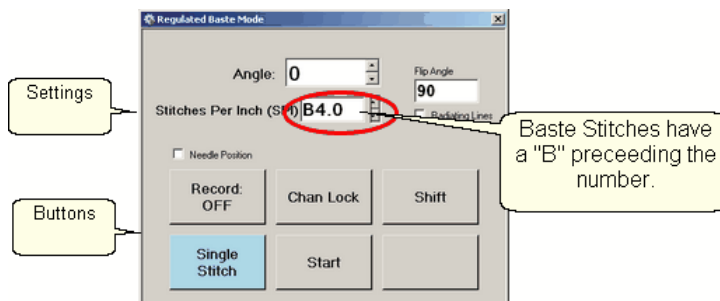 Regulated Baste Mode
Angle: 0
Flip Angle
90
Settings
Stitches Per Inch (SPI) B4.0
Radiating Lines
Baste Stitches have
a "B" preceeding the
number.
Needle Position
Record:
OFF
Chan Lock
Shift
Buttons
Single
Stitch
Start